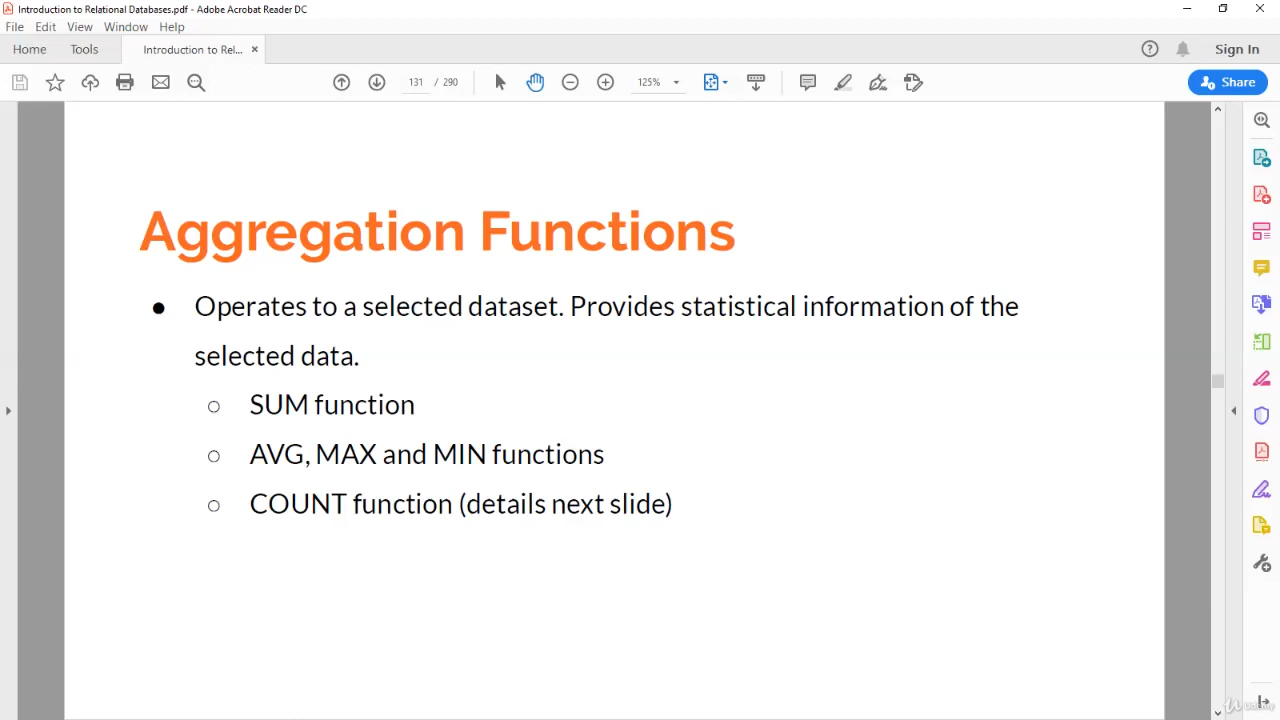 Introduction to Relational Databases.pdf - Adobe Acrobat Reader DC
File Edit View Window Help
Home Tools Introduction to Rel... × Sign In
131 / 290 125% Share
Aggregation Functions
● Operates to a selected dataset. Provides statistical information of the
selected data.
○ SUM function
○ AVG, MAX and MIN functions
○ COUNT function (details next slide)
Udemy